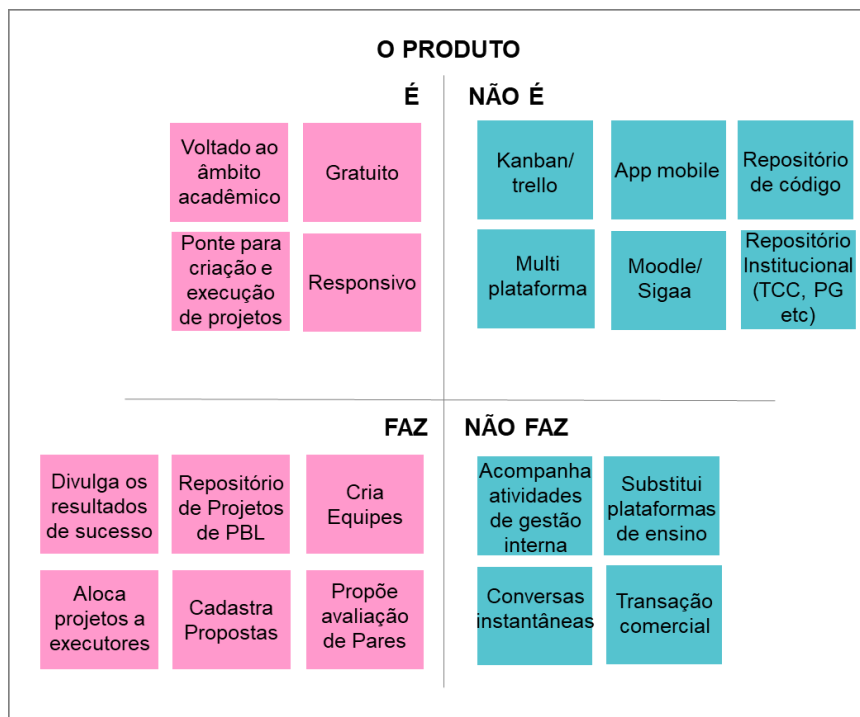 O PRODUTO
É
NÃO É
Voltado ao
âmbito
acadêmico
Gratuito
Ponte para
criação e
execução
de projetos
Responsivo
Kanban/
trello
App mobile
Repositório
de código
Multi
plataforma
Moodle/
Sigaa
Repositório
Institucional
(TCC, PG
etc)
FAZ
NÃO FAZ
Divulga os
resultados
de sucesso
Repositório
de Projetos
de PBL
Cria
Equipes
Aloca
projetos a
executores
Cadastra
Propostas
Propõe
avaliação
de Pares
Acompanha
atividades
de gestão
interna
Substitui
plataformas
de ensino
Conversas
instantâneas
Transação
comercial